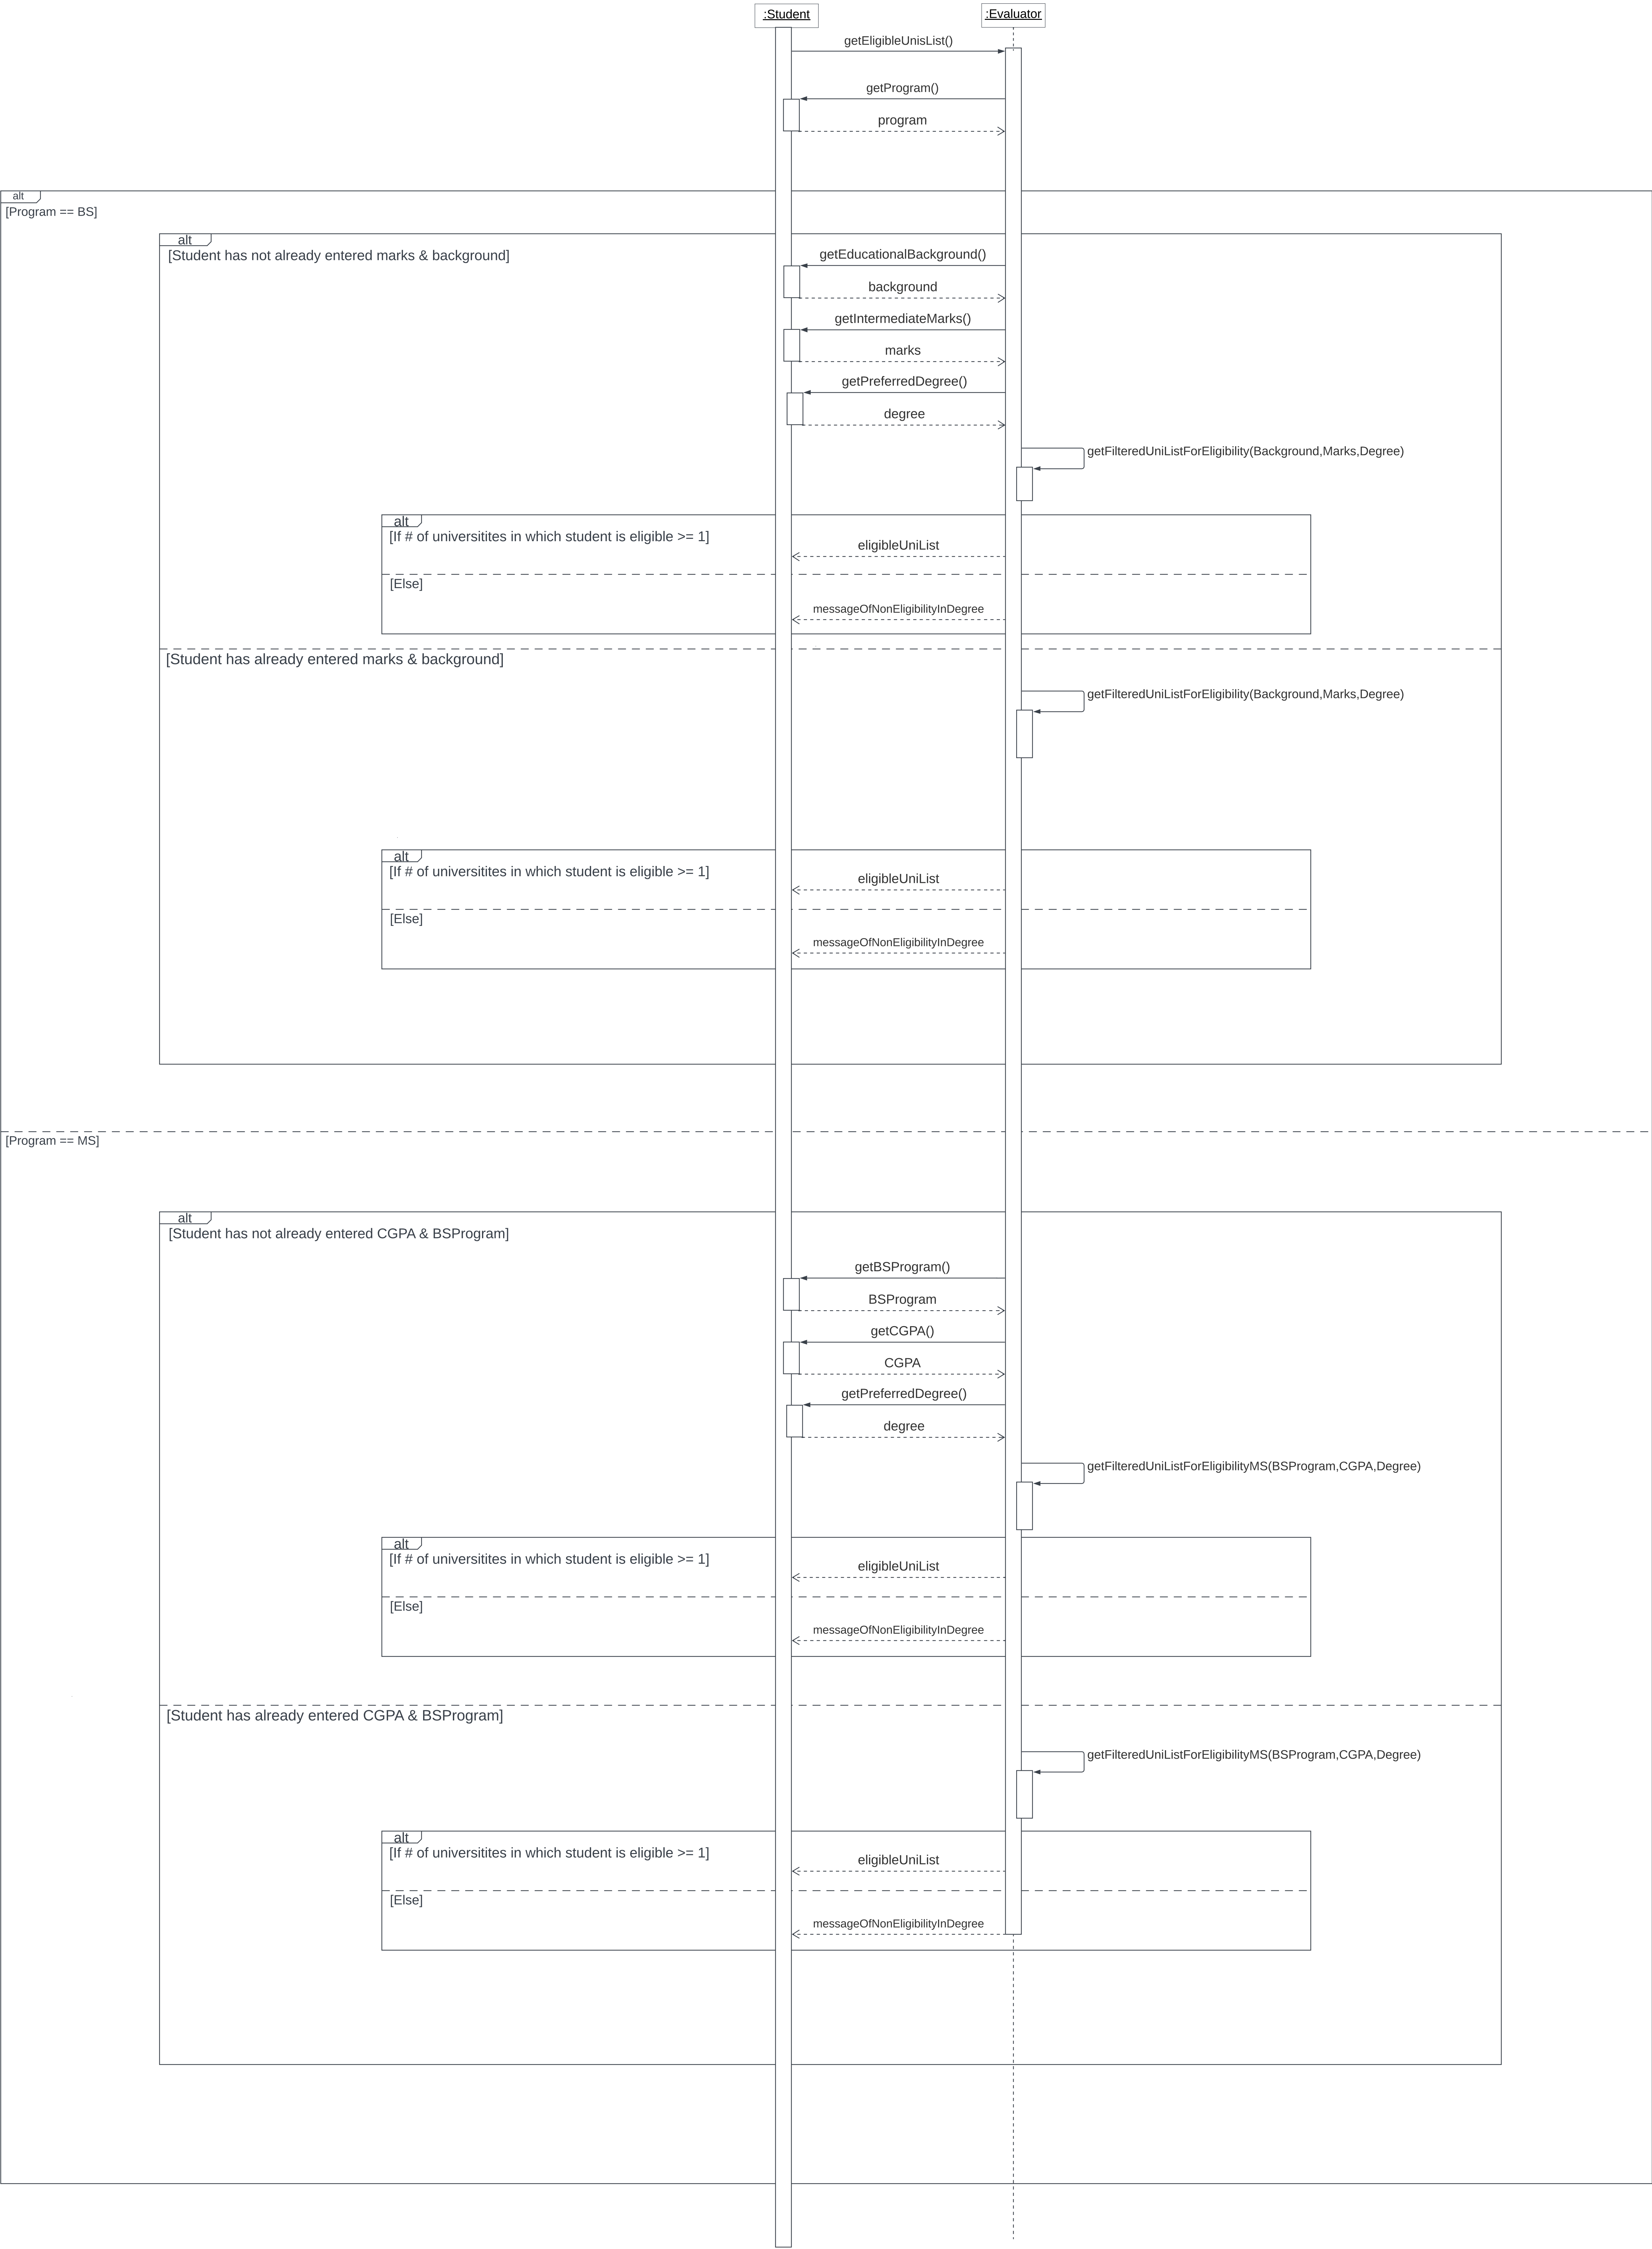 :Student
:Evaluator
getEligibleUnisList()
getProgram()
program
alt
[Program == BS]
alt
[Student has not already entered marks & background]
getEducationalBackground()
background
getIntermediateMarks()
marks
getPreferredDegree()
degree
getFilteredUniListForEligibility(Background,Marks,Degree)
alt
[If # of universitites in which student is eligible >= 1]
eligibleUniList
[Else]
messageOfNonEligibilityInDegree
[Student has already entered marks & background]
getFilteredUniListForEligibility(Background,Marks,Degree)
alt
[If # of universitites in which student is eligible >= 1]
eligibleUniList
[Else]
messageOfNonEligibilityInDegree
[Program == MS]
alt
[Student has not already entered CGPA & BSProgram]
getBSProgram()
BSProgram
getCGPA()
CGPA
getPreferredDegree()
degree
getFilteredUniListForEligibilityMS(BSProgram,CGPA,Degree)
alt
[If # of universitites in which student is eligible >= 1]
eligibleUniList
[Else]
messageOfNonEligibilityInDegree
[Student has already entered CGPA & BSProgram]
getFilteredUniListForEligibilityMS(BSProgram,CGPA,Degree)
alt
[If # of universitites in which student is eligible >= 1]
eligibleUniList
[Else]
messageOfNonEligibilityInDegree